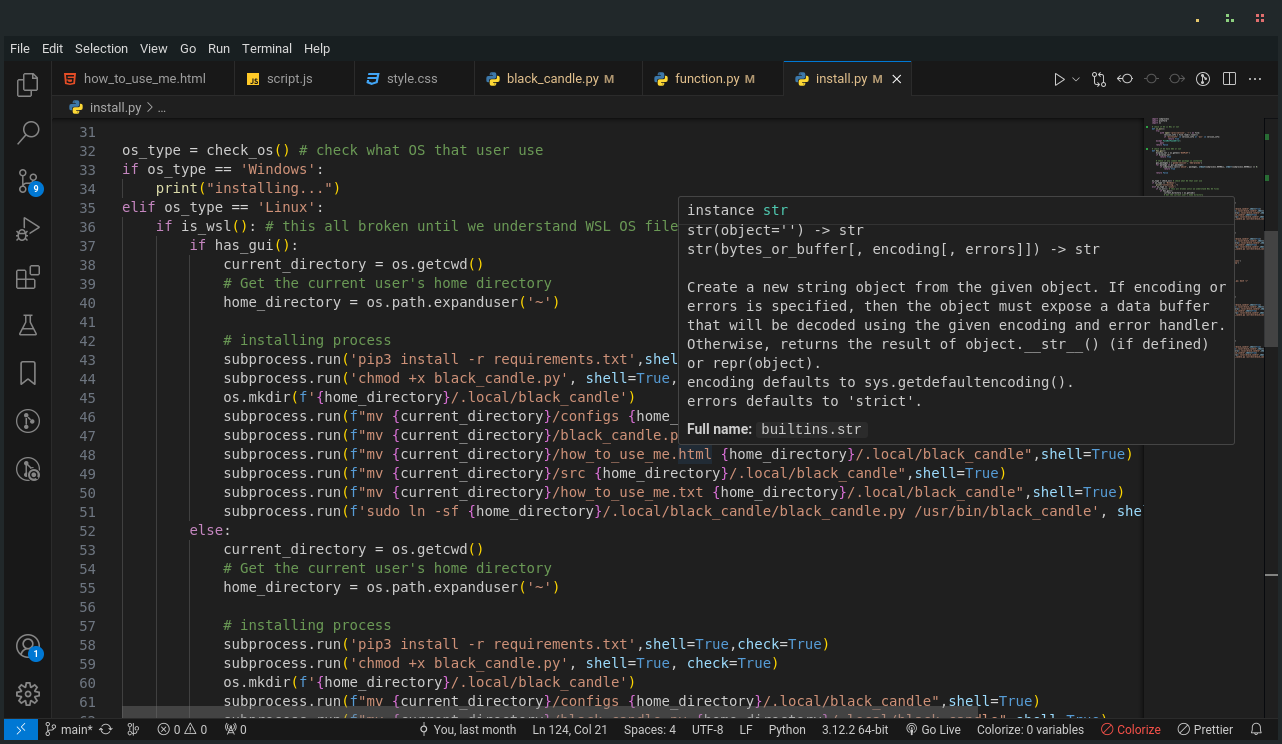 File Edit Selection View Go Run Terminal Help
how_to_use_me.html script.js style.css black_candle.py M function.py M install.py M
install.py > ...
31
32 os_type = check_os() # check what OS that user use
33 if os_type == 'Windows':
34 print("installing...")
35 elif os_type == 'Linux':
36 if is_wsl(): # this all broken until we understand WSL OS file
37 if has_gui():
38 current_directory = os.getcwd()
39 # Get the current user's home directory
40 home_directory = os.path.expanduser('~')
41
42 # installing process
43 subprocess.run('pip3 install -r requirements.txt',shel
44 subprocess.run('chmod +x black_candle.py', shell=True,
45 os.mkdir(f'{home_directory}/.local/black_candle')
46 subprocess.run(f"mv {current_directory}/configs {home_
47 subprocess.run(f"mv {current_directory}/black_candle.p
48 subprocess.run(f"mv {current_directory}/how_to_use_me.html {home_directory}/.local/black_candle",shell=True)
49 subprocess.run(f"mv {current_directory}/src {home_directory}/.local/black_candle",shell=True)
50 subprocess.run(f"mv {current_directory}/how_to_use_me.txt {home_directory}/.local/black_candle",shell=True)
51 subprocess.run(f'sudo ln -sf {home_directory}/.local/black_candle/black_candle.py /usr/bin/black_candle', she
52 else:
53 current_directory = os.getcwd()
54 # Get the current user's home directory
55 home_directory = os.path.expanduser('~')
56
57 # installing process
58 subprocess.run('pip3 install -r requirements.txt',shell=True,check=True)
59 subprocess.run('chmod +x black_candle.py', shell=True, check=True)
60 os.mkdir(f'{home_directory}/.local/black_candle')
61 subprocess.run(f"mv {current_directory}/configs {home_directory}/.local/black_candle",shell=True)
instance str
str(object='') -> str
str(bytes_or_buffer[, encoding[, errors]]) -> str
Create a new string object from the given object. If encoding or
errors is specified, then the object must expose a data buffer
that will be decoded using the given encoding and error handler.
Otherwise, returns the result of object.__str__() (if defined)
or repr(object).
encoding defaults to sys.getdefaultencoding().
errors defaults to 'strict'.
Full name: builtins.str
9
1
main* 0 0 0 You, last month Ln 124, Col 21 Spaces: 4 UTF-8 LF Python 3.12.2 64-bit Go Live Colorize: 0 variables Colorize Prettier